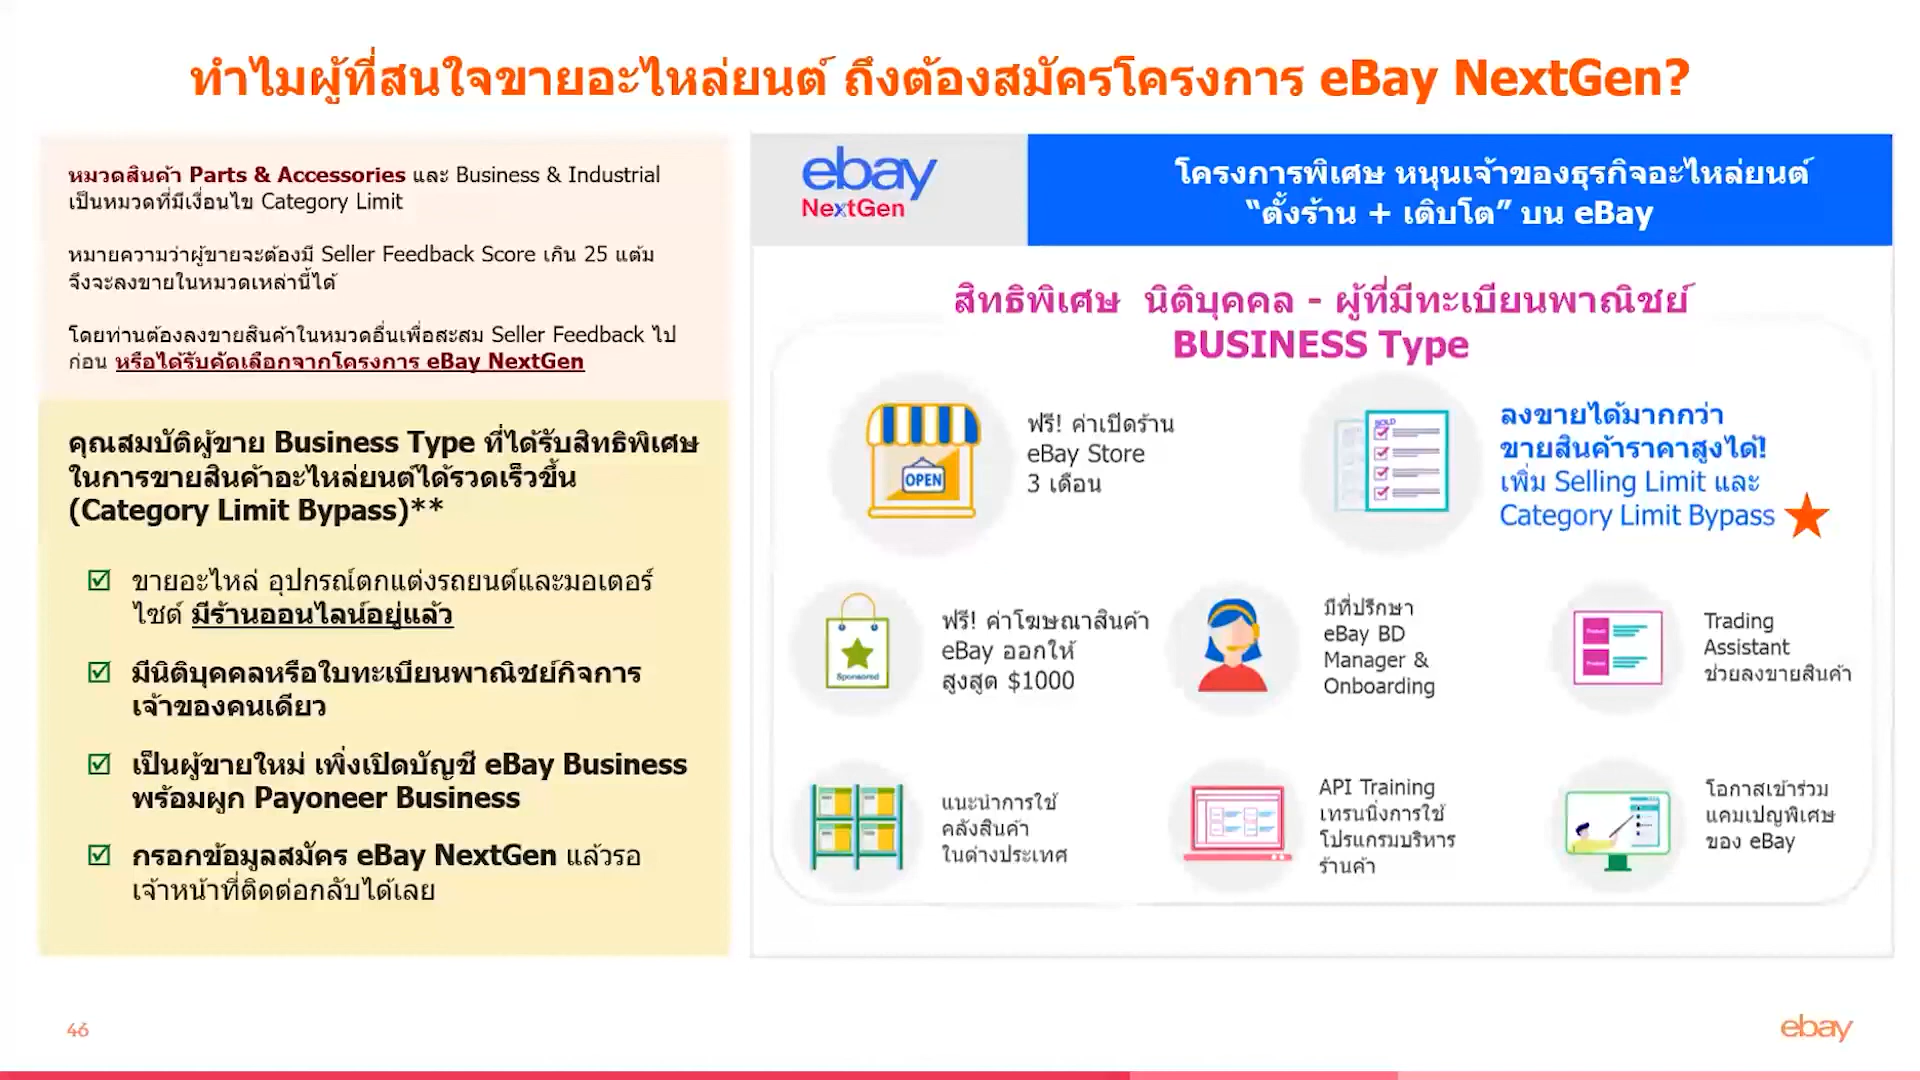 ทำไมผู้ที่สนใจขายอะไหล่ยนต์ ถึงต้องสมัครโครงการ eBay NextGen?
หมวดสินค้า Parts & Accessories และ Business & Industrial
เป็นหมวดที่มีเงื่อนไข Category Limit
หมายความว่าผู้ขายจะต้องมี Seller Feedback Score เกิน 25 แต้ม
จึงจะลงขายในหมวดเหล่านี้ได้
โดยท่านต้องลงขายสินค้าในหมวดอื่นเพื่อสะสม Seller Feedback ไป
ก่อน หรือได้รับคัดเลือกจากโครงการ eBay NextGen
คุณสมบัติผู้ขาย Business Type ที่ได้รับสิทธิพิเศษ
ในการขายสินค้าอะไหล่ยนต์ได้รวดเร็วขึ้น
(Category Limit Bypass)**
ขายอะไหล่ อุปกรณ์ตกแต่งรถยนต์และมอเตอร์
ไซด์ มีร้านออนไลน์อยู่แล้ว
มีนิติบุคคลหรือใบทะเบียนพาณิชย์กิจการ
เจ้าของคนเดียว
เป็นผู้ขายใหม่ เพิ่งเปิดบัญชี eBay Business
พร้อมผูก Payoneer Business
กรอกข้อมูลสมัคร eBay NextGen แล้วรอ
เจ้าหน้าที่ติดต่อกลับได้เลย
ebay
NextGen
โครงการพิเศษ หนุนเจ้าของธุรกิจอะไหล่ยนต์
“ตั้งร้าน + เติบโต” บน eBay
สิทธิพิเศษ นิติบุคคล - ผู้ที่มีทะเบียนพาณิชย์
BUSINESS Type
OPEN
ฟรี! ค่าเปิดร้าน
eBay Store
3 เดือน
SOLD
ลงขายได้มากกว่า
ขายสินค้าราคาสูงได้!
เพิ่ม Selling Limit และ
Category Limit Bypass
Sponsored
ฟรี! ค่าโฆษณาสินค้า
eBay ออกให้
สูงสูด $1000
มีที่ปรึกษา
eBay BD
Manager &
Onboarding
Product
Product
Trading
Assistant
ช่วยลงขายสินค้า
แนะนำการใช้
คลังสินค้า
ในต่างประเทศ
API Training
เทรนนิ่งการใช้
โปรแกรมบริหาร
ร้านค้า
โอกาสเข้าร่วม
แคมเปญพิเศษ
ของ eBay
46
ebay